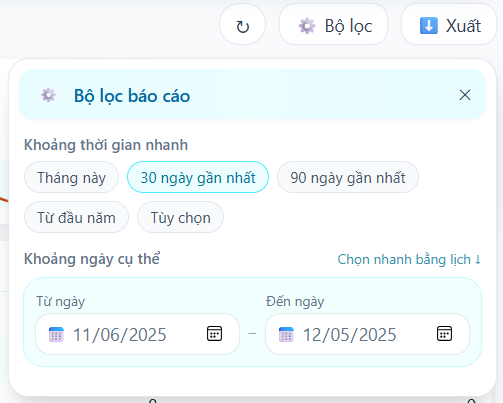 ↻ Bộ lọc Xuất
Bộ lọc báo cáo ×
Khoảng thời gian nhanh
Tháng này 30 ngày gần nhất 90 ngày gần nhất
Từ đầu năm Tùy chọn
Khoảng ngày cụ thể Chọn nhanh bằng lịch ↓
Từ ngày Đến ngày
11/06/2025 – 12/05/2025